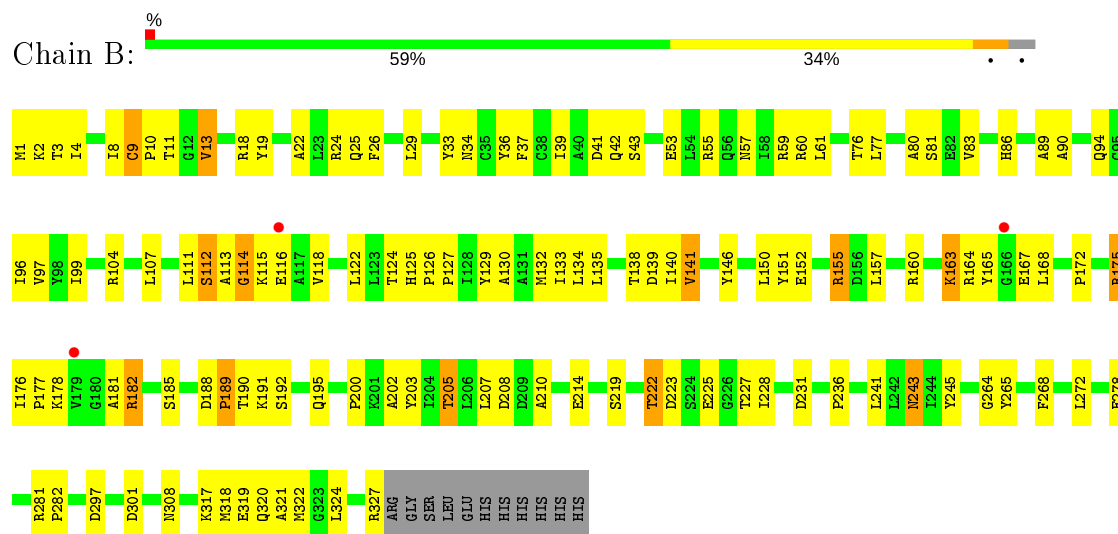 %
Chain B:
59% 34%
M1 K2 T3 I4 I8 C9 P10 T11 G12 V13 R18 Y19 A22 L23 R24 Q25 F26 L29 Y33 N34 C35 Y36 F37 C38 I39 A40 D41 Q42 S43 E53 L54 R55 Q56 N57 I58 R59 R60 L61 T76 L77 A80 S81 E82 V83 H86 A89 A90 Q94 G95
I96 V97 Y98 I99 R104 L107 L111 S112 A113 G114 K115 E116 A117 V118 L122 L123 T124 H125 P126 P127 I128 Y129 A130 A131 M132 I133 L134 L135 T138 D139 I140 V141 Y146 L150 Y151 E152 R155 D156 L157 R160 K163 R164 Y165 G166 E167 L168 P172 R175
I176 P177 K178 V179 G180 A181 R182 S185 D188 P189 T190 K191 S192 Q195 P200 K201 A202 Y203 I204 T205 L206 L207 D208 D209 A210 E214 S219 T222 D223 S224 E225 G226 T227 I228 D231 P236 L241 L242 N243 I244 Y245 G264 Y265 F268 L272 E278
R281 P282 D297 D301 N308 K317 M318 E319 Q320 A321 M322 G323 L324 R327 ARG GLY SER LEU GLU HIS HIS HIS HIS HIS HIS